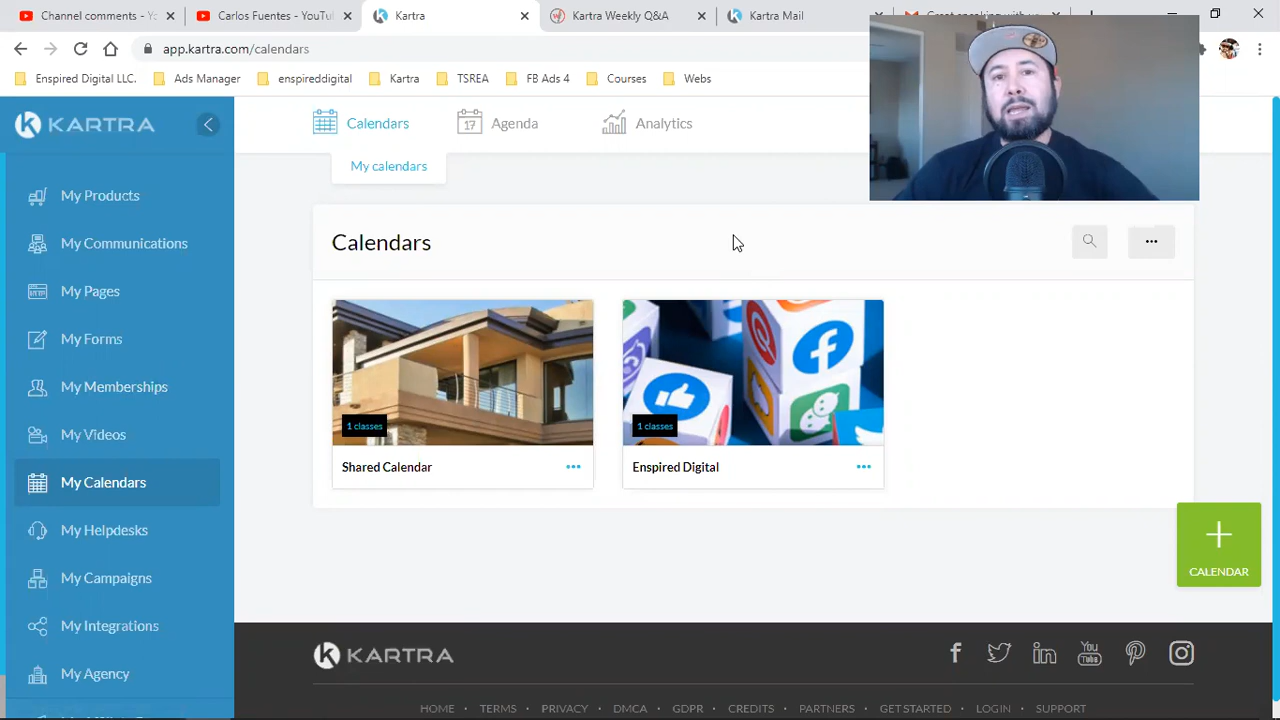 Channel comments - Y
Carlos Fuentes - YouTu
Kartra
Kartra Weekly Q&A
Kartra Mail
app.kartra.com/calendars
Enspired Digital LLC.
Ads Manager
enspireddigital
Kartra
TSREA
FB Ads 4
Courses
Webs
KARTRA
Calendars
17
Agenda
Analytics
My calendars
My Products
My Communications
My Pages
My Forms
My Memberships
My Videos
My Calendars
My Helpdesks
My Campaigns
My Integrations
My Agency
Calendars
1 classes
1 classes
Shared Calendar
Enspired Digital
CALENDAR
KARTRA
You
Tube
HOME
TERMS
PRIVACY
DMCA
GDPR
CREDITS
PARTNERS
GET STARTED
LOGIN
SUPPORT